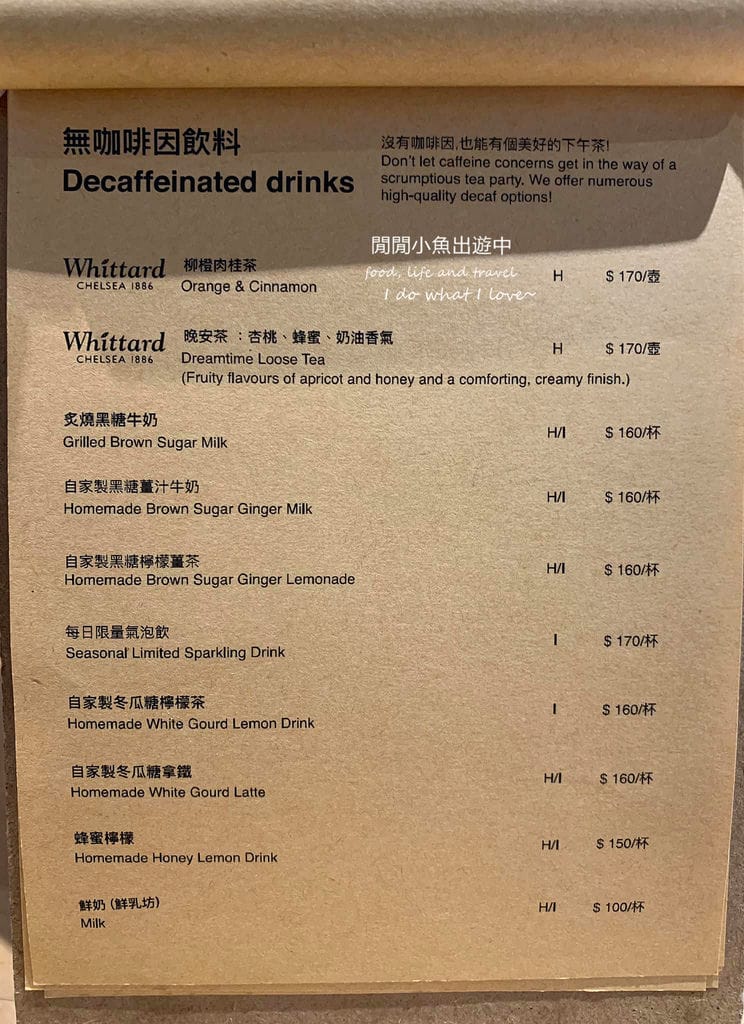 無咖啡因飲料
Decaffeinated drinks
沒有咖啡因,也能有個美好的下午茶!
Don't let caffeine concerns get in the way of a
scrumptious tea party. We offer numerous
high-quality decaf options!
閒閒小魚出遊中
food, life and travel
I do what I love~
Whittard
CHELSEA 1886
柳橙肉桂茶
Orange & Cinnamon
H $ 170/壺
Whittard
CHELSEA 1886
晚安茶 ：杏桃、蜂蜜、奶油香氣
Dreamtime Loose Tea
(Fruity flavours of apricot and honey and a comforting, creamy finish.)
H $ 170/壺
炙燒黑糖牛奶
Grilled Brown Sugar Milk
H/I $ 160/杯
自家製黑糖薑汁牛奶
Homemade Brown Sugar Ginger Milk
H/I $ 160/杯
自家製黑糖檸檬薑茶
Homemade Brown Sugar Ginger Lemonade
H/I $ 160/杯
每日限量氣泡飲
Seasonal Limited Sparkling Drink
I $ 170/杯
自家製冬瓜糖檸檬茶
Homemade White Gourd Lemon Drink
I $ 160/杯
自家製冬瓜糖拿鐵
Homemade White Gourd Latte
H/I $ 160/杯
蜂蜜檸檬
Homemade Honey Lemon Drink
H/I $ 150/杯
鮮奶 (鮮乳坊)
Milk
H/I $ 100/杯